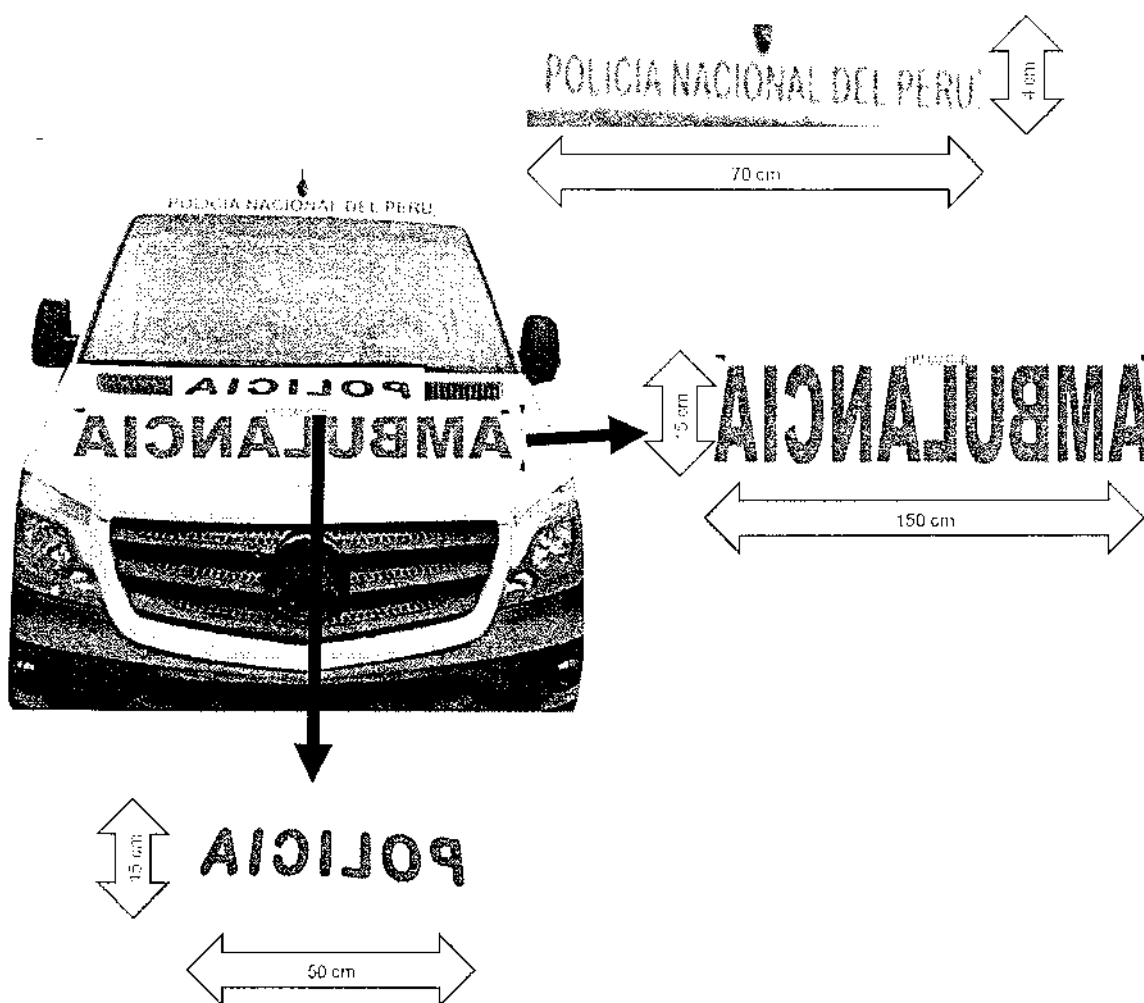 POLICIA NACIONAL DEL PERU
4 cm
70 cm
POLICIA NACIONAL DEL PERU
POLICIA
AMBULANCIA
15 cm
AMBULANCIA
150 cm
15 cm
POLICIA
50 cm